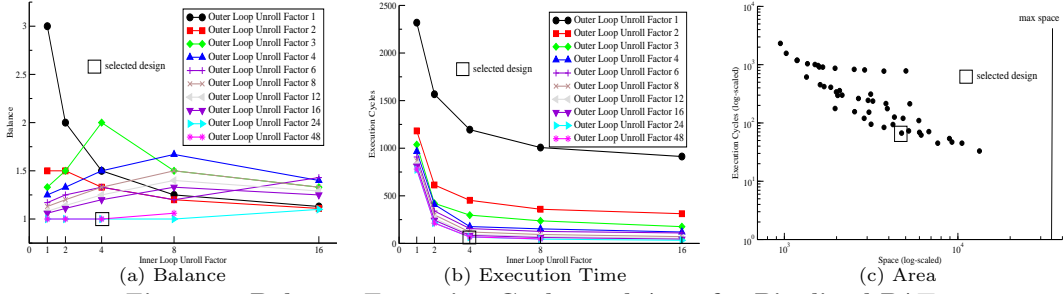 3
2.5
2
1.5
1
Balance
0 1 2 4 8 16
Inner Loop Unroll Factor
Outer Loop Unroll Factor 1
Outer Loop Unroll Factor 2
Outer Loop Unroll Factor 3
Outer Loop Unroll Factor 4
Outer Loop Unroll Factor 6
Outer Loop Unroll Factor 8
Outer Loop Unroll Factor 12
Outer Loop Unroll Factor 16
Outer Loop Unroll Factor 24
Outer Loop Unroll Factor 48
selected design
(a) Balance
2500
2000
1500
1000
500
0
Execution Cycles
0 1 2 4 8 16
Inner Loop Unroll Factor
Outer Loop Unroll Factor 1
Outer Loop Unroll Factor 2
Outer Loop Unroll Factor 3
Outer Loop Unroll Factor 4
Outer Loop Unroll Factor 6
Outer Loop Unroll Factor 8
Outer Loop Unroll Factor 12
Outer Loop Unroll Factor 16
Outer Loop Unroll Factor 24
Outer Loop Unroll Factor 48
selected design
(b) Execution Time
max space
10⁴
10³
10²
10¹
10⁰
Execution Cycles (log-scaled)
selected design
10³ 10⁴
Space (log-scaled)
(c) Area